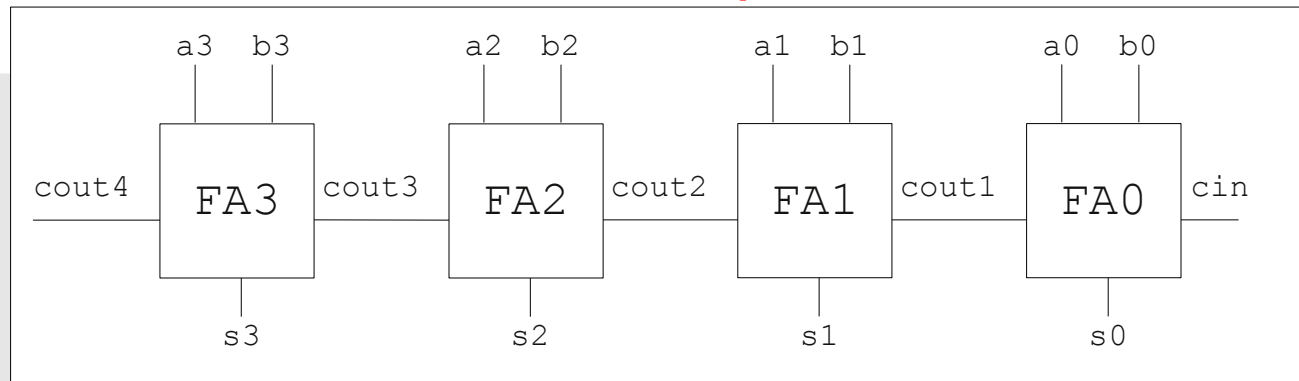 a3 b3 a2 b2 a1 b1 a0 b0
cout4 FA3 cout3 FA2 cout2 FA1 cout1 FA0 cin
s3 s2 s1 s0